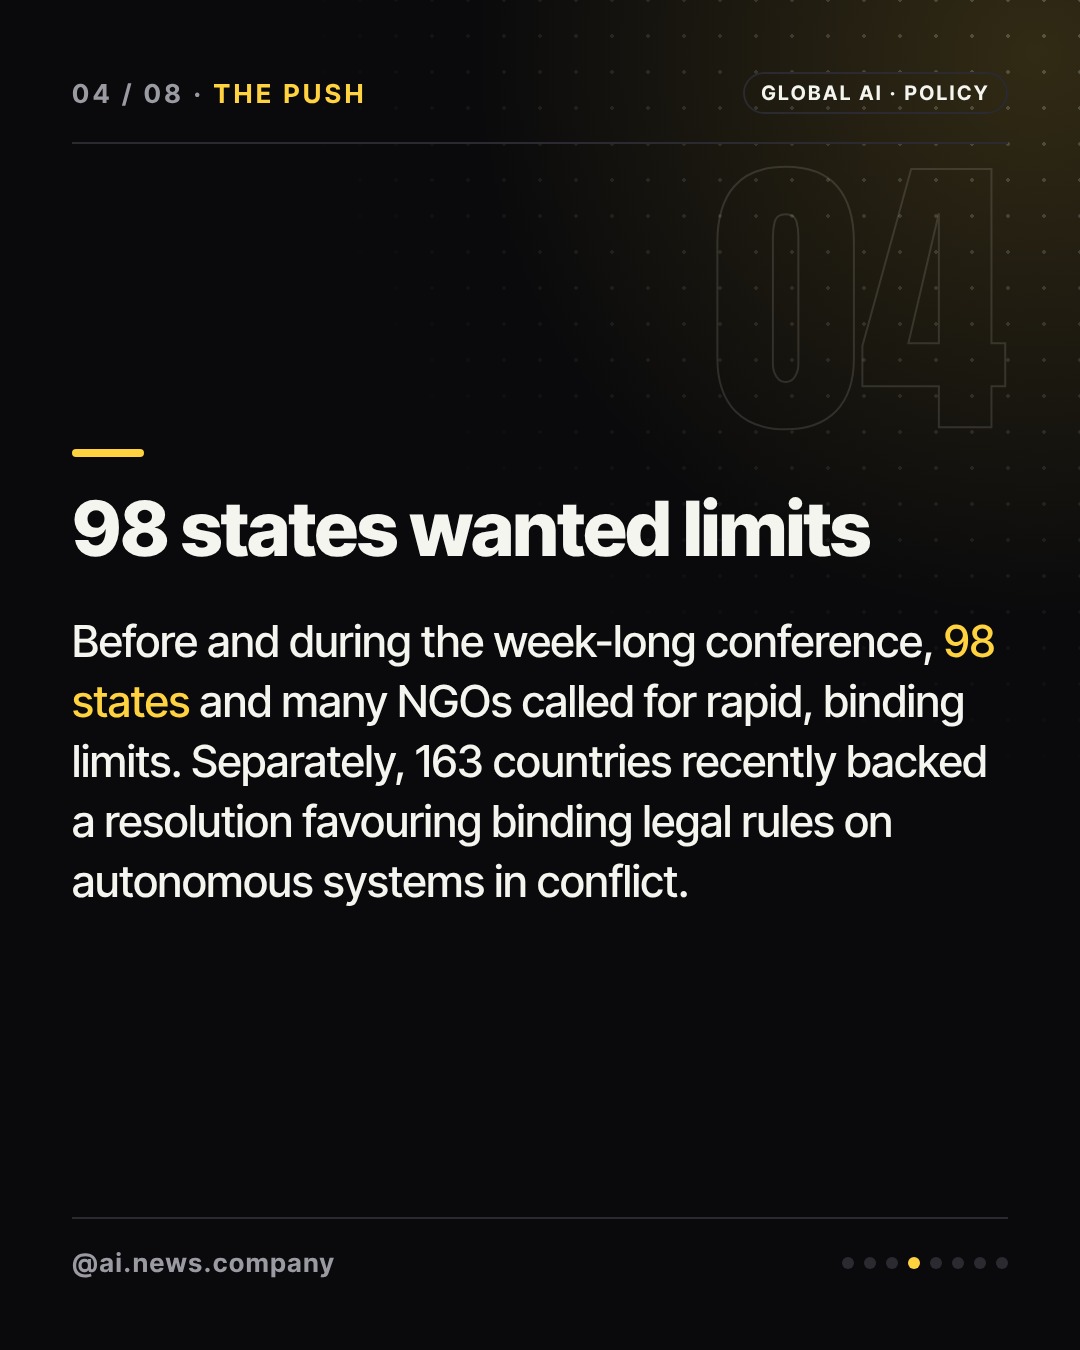 04 / 08 · THE PUSH
GLOBAL AI · POLICY
04
98 states wanted limits
Before and during the week-long conference, 98
states and many NGOs called for rapid, binding
limits. Separately, 163 countries recently backed
a resolution favouring binding legal rules on
autonomous systems in conflict.
@ai.news.company